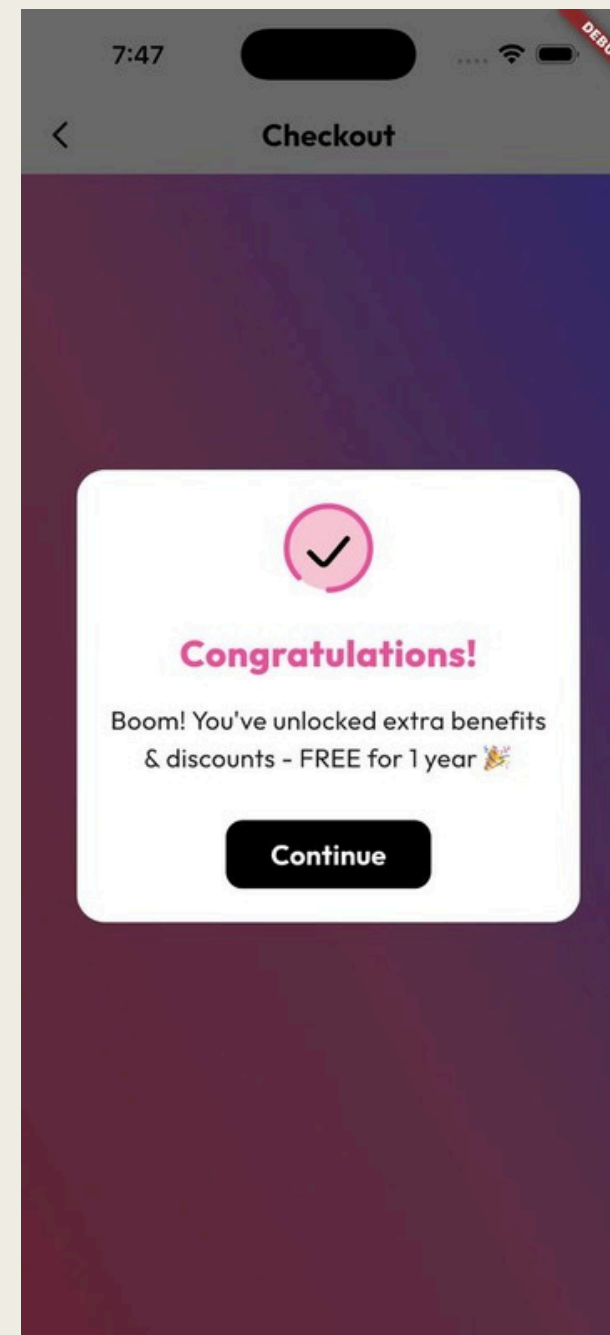 7:47
Checkout
Congratulations!
Boom! You've unlocked extra benefits
& discounts - FREE for 1 year 🎉
Continue